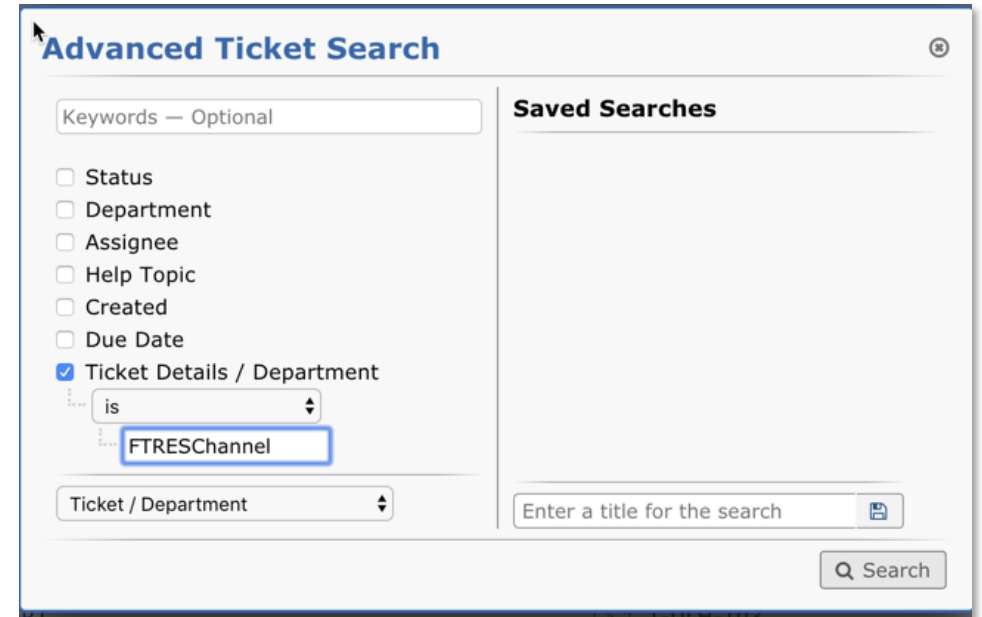 Advanced Ticket Search
Keywords — Optional
Status
Department
Assignee
Help Topic
Created
Due Date
Ticket Details / Department
is
FTRESChannel
Ticket / Department
Saved Searches
Enter a title for the search
Search